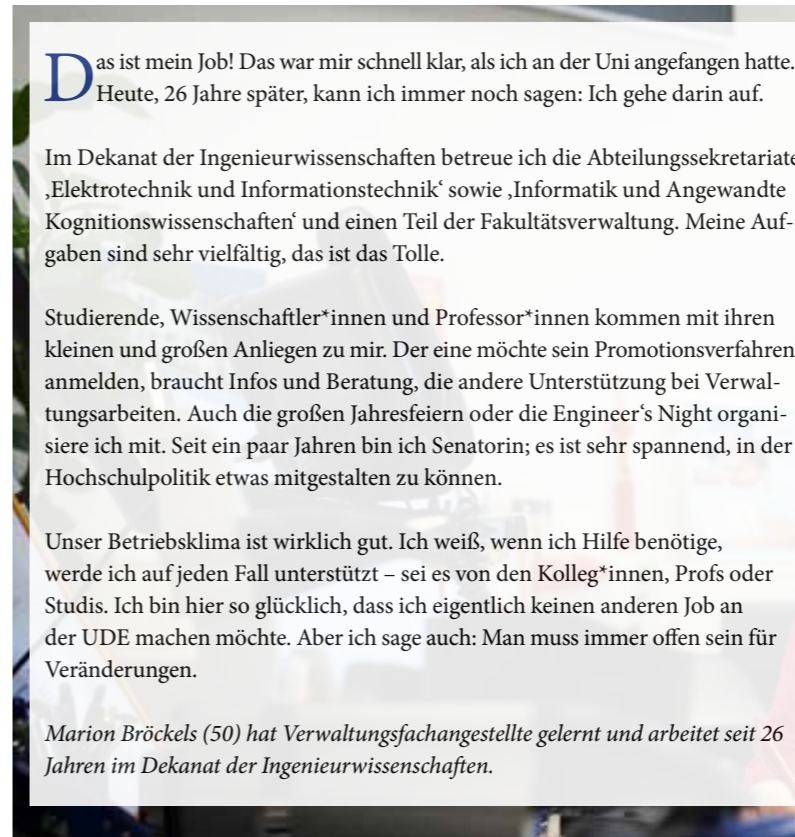 Das ist mein Job! Das war mir schnell klar, als ich an der Uni angefangen hatte.
Heute, 26 Jahre später, kann ich immer noch sagen: Ich gehe darin auf.
Im Dekanat der Ingenieurwissenschaften betreue ich die Abteilungssekretariate
‚Elektrotechnik und Informationstechnik‘ sowie ‚Informatik und Angewandte
Kognitionswissenschaften‘ und einen Teil der Fakultätsverwaltung. Meine Auf-
gaben sind sehr vielfältig, das ist das Tolle.
Studierende, Wissenschaftler*innen und Professor*innen kommen mit ihren
kleinen und großen Anliegen zu mir. Der eine möchte sein Promotionsverfahren
anmelden, braucht Infos und Beratung, die andere Unterstützung bei Verwal-
tungsarbeiten. Auch die großen Jahresfeiern oder die Engineer‘s Night organi-
siere ich mit. Seit ein paar Jahren bin ich Senatorin; es ist sehr spannend, in der
Hochschulpolitik etwas mitgestalten zu können.
Unser Betriebsklima ist wirklich gut. Ich weiß, wenn ich Hilfe benötige,
werde ich auf jeden Fall unterstützt – sei es von den Kolleg*innen, Profs oder
Studis. Ich bin hier so glücklich, dass ich eigentlich keinen anderen Job an
der UDE machen möchte. Aber ich sage auch: Man muss immer offen sein für
Veränderungen.
Marion Bröckels (50) hat Verwaltungsfachangestellte gelernt und arbeitet seit 26
Jahren im Dekanat der Ingenieurwissenschaften.